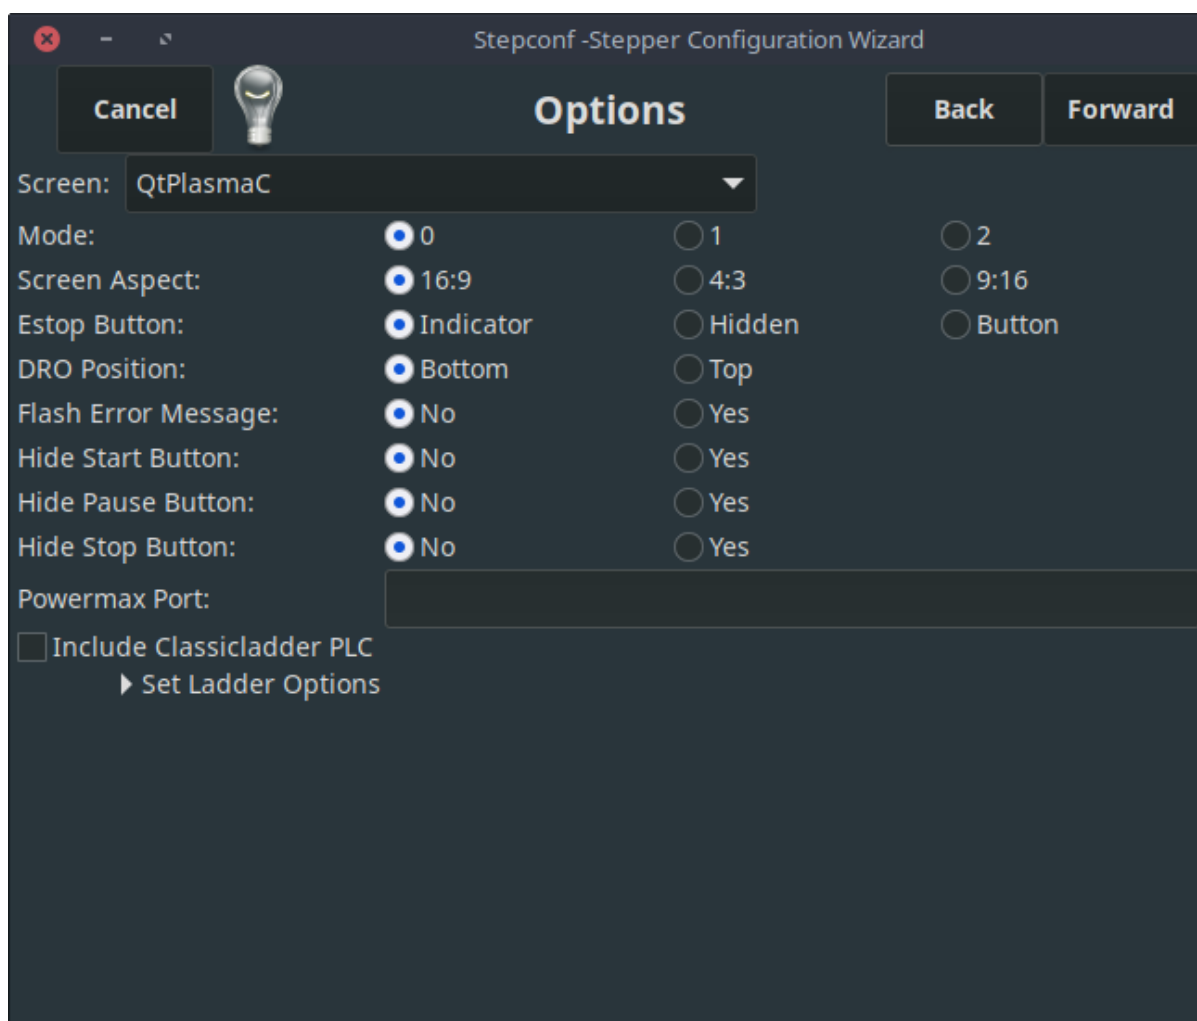 Stepconf -Stepper Configuration Wizard
Cancel Options Back Forward
Screen: QtPlasmaC
Mode: 0 1 2
Screen Aspect: 16:9 4:3 9:16
Estop Button: Indicator Hidden Button
DRO Position: Bottom Top
Flash Error Message: No Yes
Hide Start Button: No Yes
Hide Pause Button: No Yes
Hide Stop Button: No Yes
Powermax Port:
Include Classicladder PLC
Set Ladder Options